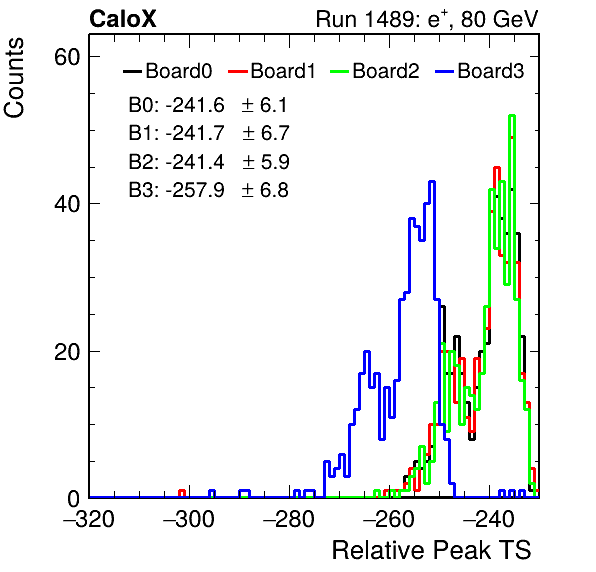 CaloX Run 1489: e⁺, 80 GeV
Counts
60
Board0 Board1 Board2 Board3
B0: -241.6 ± 6.1
B1: -241.7 ± 6.7
B2: -241.4 ± 5.9
B3: -257.9 ± 6.8
40
20
0
−320 −300 −280 −260 −240
Relative Peak TS